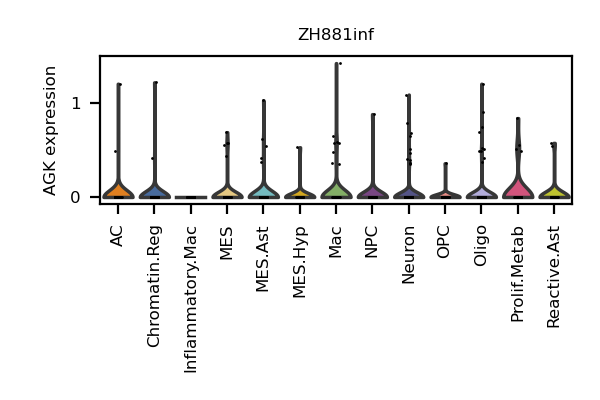 ZH881inf
AGK expression
1
0
AC
Chromatin.Reg
Inflammatory.Mac
MES
MES.Ast
MES.Hyp
Mac
NPC
Neuron
OPC
Oligo
Prolif.Metab
Reactive.Ast